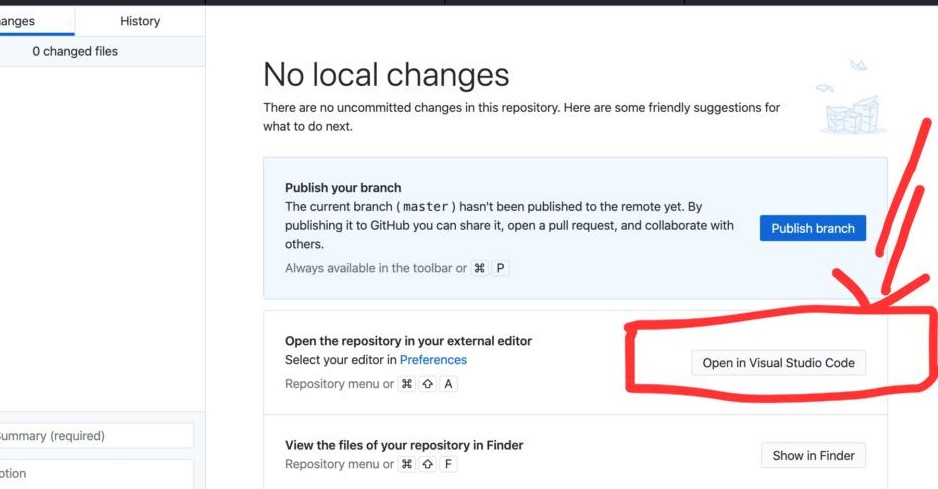 anges
History
0 changed files
No local changes
There are no uncommitted changes in this repository. Here are some friendly suggestions for
what to do next.
Publish your branch
The current branch (master) hasn't been published to the remote yet. By
publishing it to GitHub you can share it, open a pull request, and collaborate with
others.
Always available in the toolbar or ⌘ P
Publish branch
Open the repository in your external editor
Select your editor in Preferences
Repository menu or ⌘ ⇧ A
Open in Visual Studio Code
View the files of your repository in Finder
Repository menu or ⌘ ⇧ F
Show in Finder
ummary (required)
ption